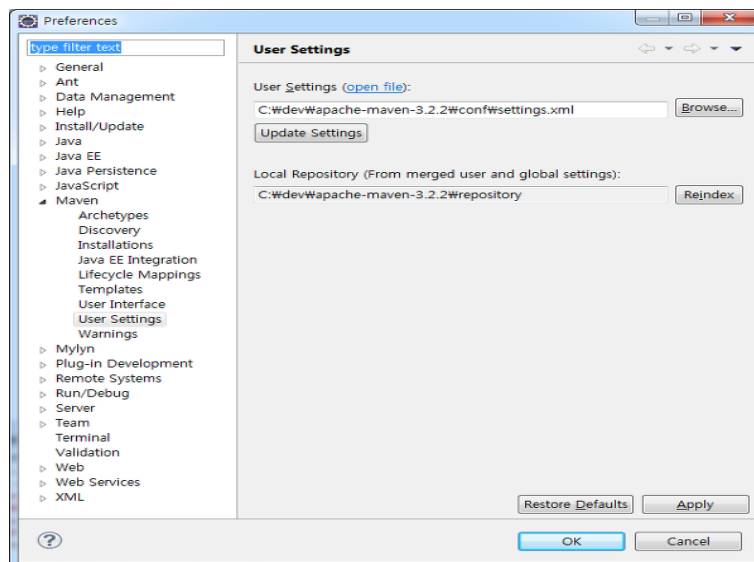 Preferences
type filter text
General
Ant
Data Management
Help
Install/Update
Java
Java EE
Java Persistence
JavaScript
Maven
Archetypes
Discovery
Installations
Java EE Integration
Lifecycle Mappings
Templates
User Interface
User Settings
Warnings
Mylyn
Plug-in Development
Remote Systems
Run/Debug
Server
Team
Terminal
Validation
Web
Web Services
XML
User Settings
User Settings (open file):
C:₩dev₩apache-maven-3.2.2₩conf₩settings.xml
Browse...
Update Settings
Local Repository (From merged user and global settings):
C:₩dev₩apache-maven-3.2.2₩repository
Reindex
Restore Defaults
Apply
?
OK
Cancel